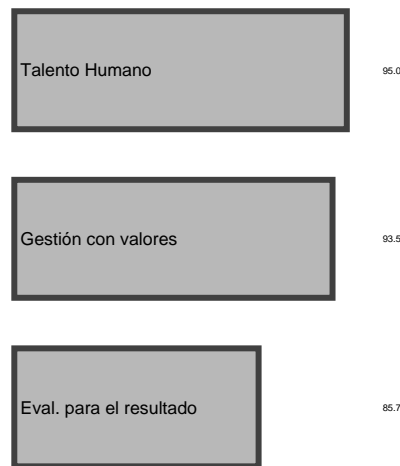 Talento Humano
95.0
Gestión con valores
93.5
Eval. para el resultado
85.7